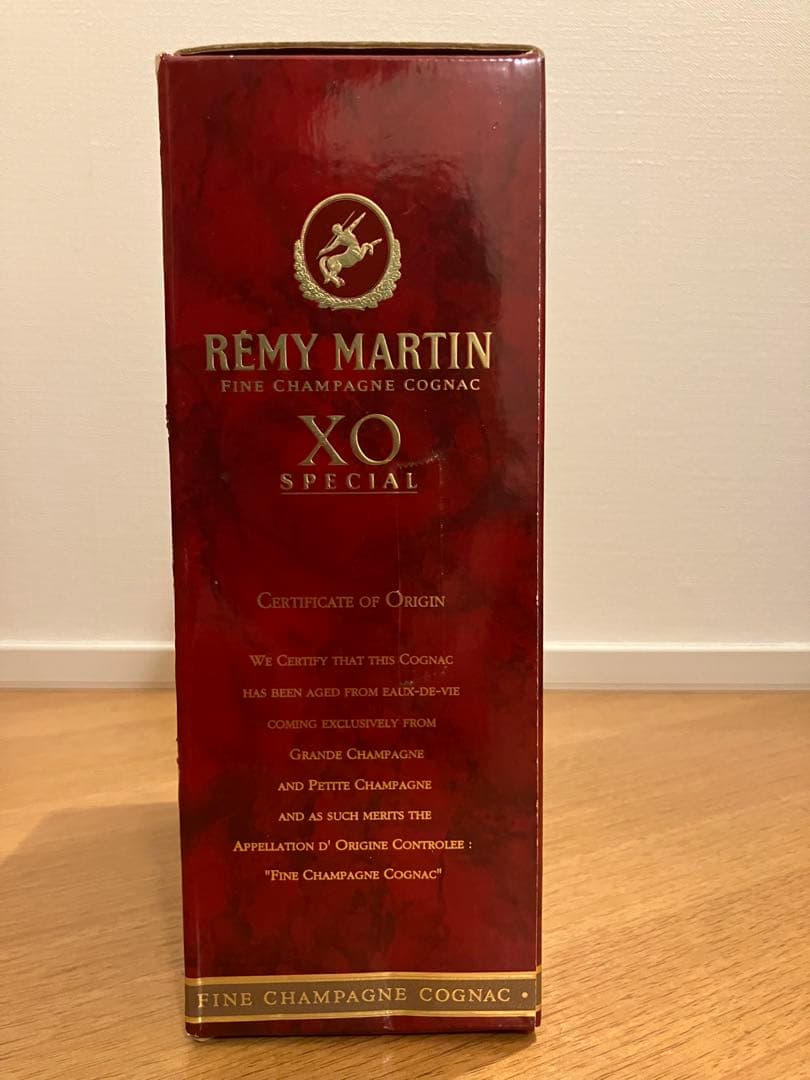 RÉMY MARTIN
FINE CHAMPAGNE COGNAC
XO
SPECIAL
CERTIFICATE OF ORIGIN
WE CERTIFY THAT THIS COGNAC
HAS BEEN AGED FROM EAUX-DE-VIE
COMING EXCLUSIVELY FROM
GRANDE CHAMPAGNE
AND PETITE CHAMPAGNE
AND AS SUCH MERITS THE
APPELLATION D' ORIGINE CONTROLEE :
"FINE CHAMPAGNE COGNAC"
FINE CHAMPAGNE COGNAC •